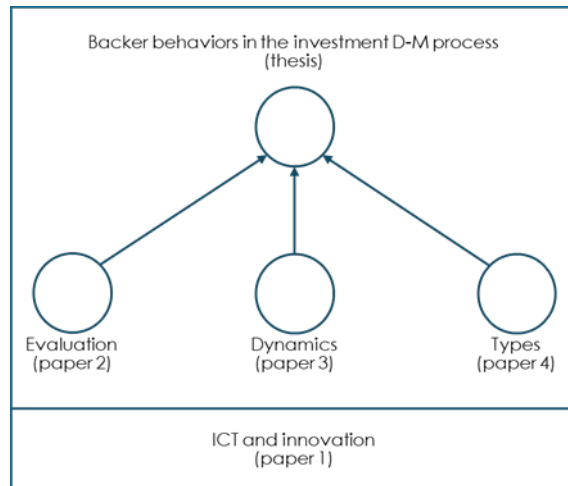 Backer behaviors in the investment D-M process
(thesis)
Evaluation
(paper 2)
Dynamics
(paper 3)
Types
(paper 4)
ICT and innovation
(paper 1)